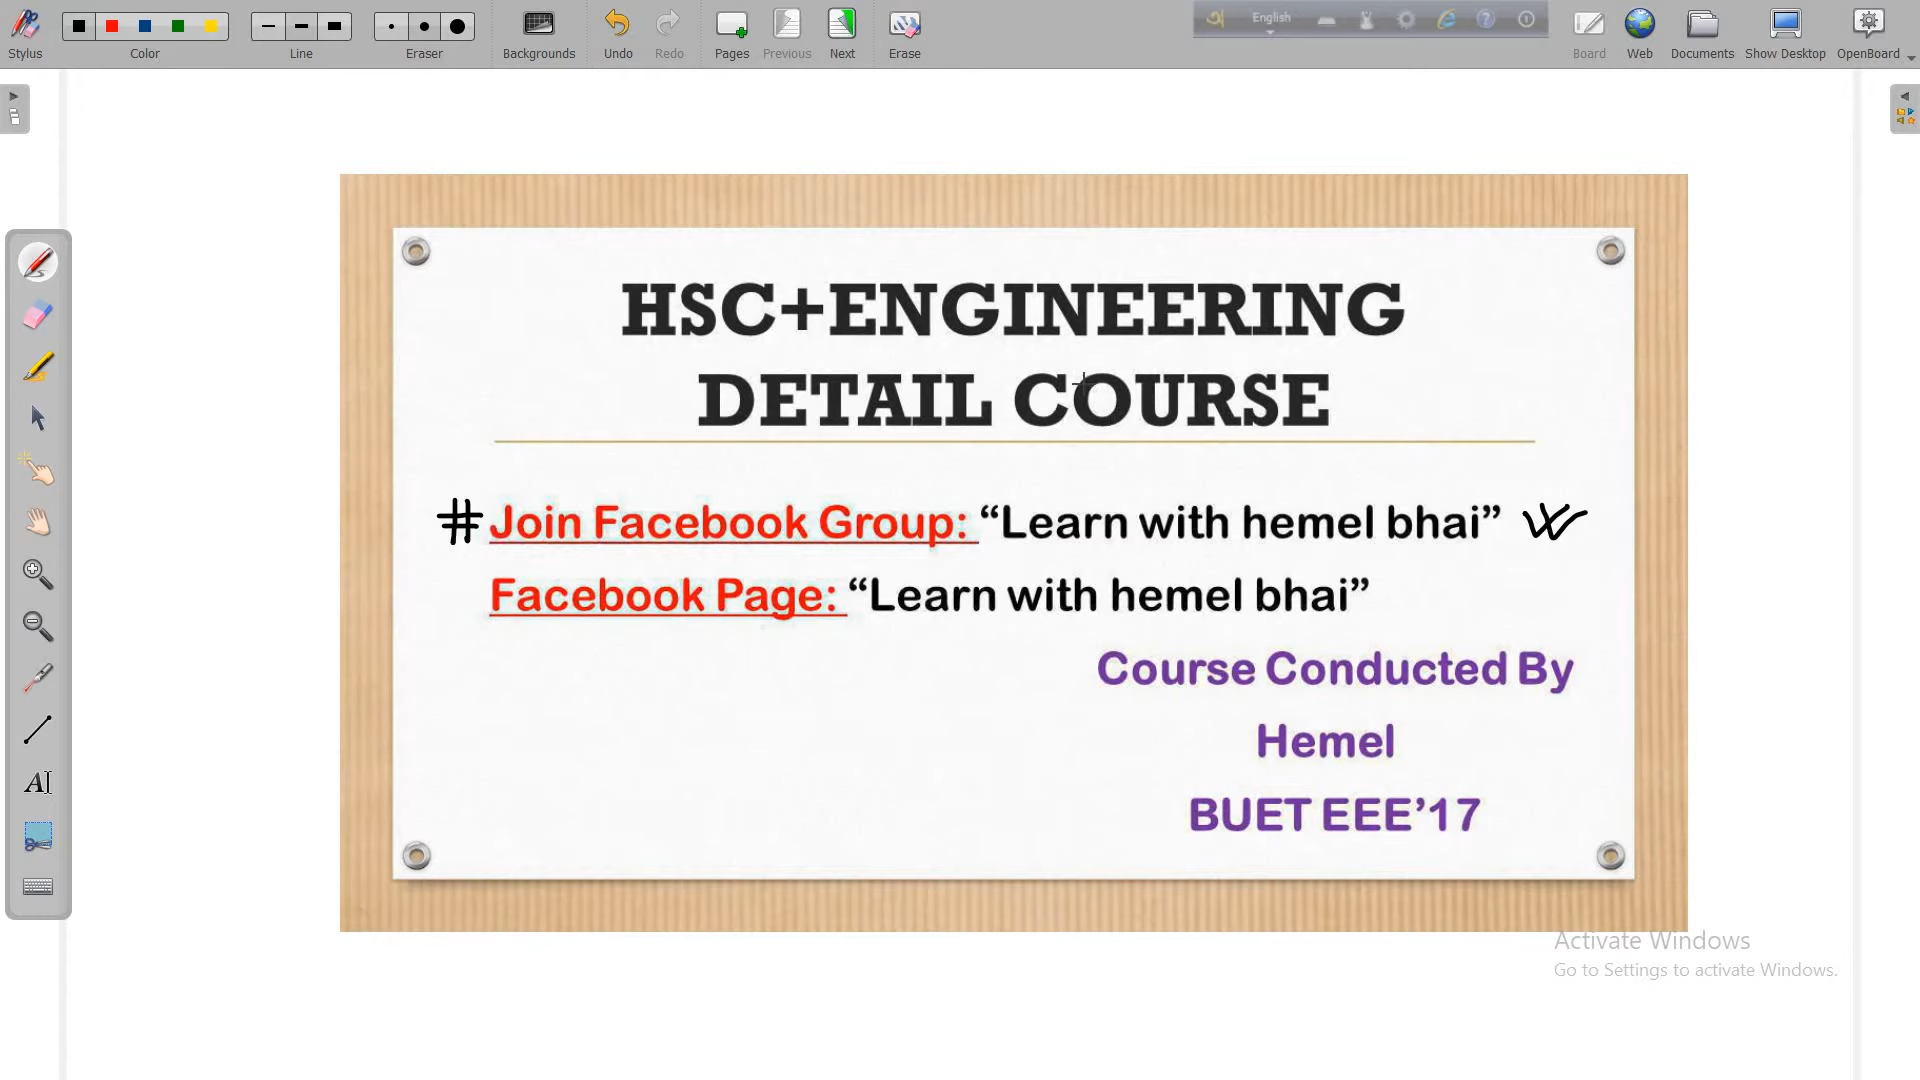 Stylus Color Line Eraser Backgrounds Undo Redo Pages Previous Next Erase English Board Web Documents Show Desktop OpenBoard
HSC+ENGINEERING
DETAIL COURSE
# Join Facebook Group: “Learn with hemel bhai”
Facebook Page: “Learn with hemel bhai”
Course Conducted By
Hemel
BUET EEE’17
Activate Windows
Go to Settings to activate Windows.